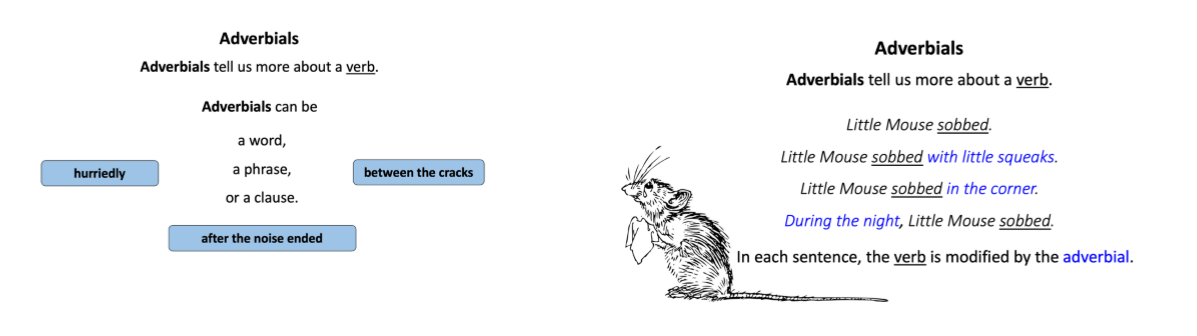 Adverbials
Adverbials tell us more about a verb.
Adverbials can be
a word,
hurriedly
a phrase,
between the cracks
or a clause.
after the noise ended
Adverbials
Adverbials tell us more about a verb.
Little Mouse sobbed.
Little Mouse sobbed with little squeaks.
Little Mouse sobbed in the corner.
During the night, Little Mouse sobbed.
In each sentence, the verb is modified by the adverbial.